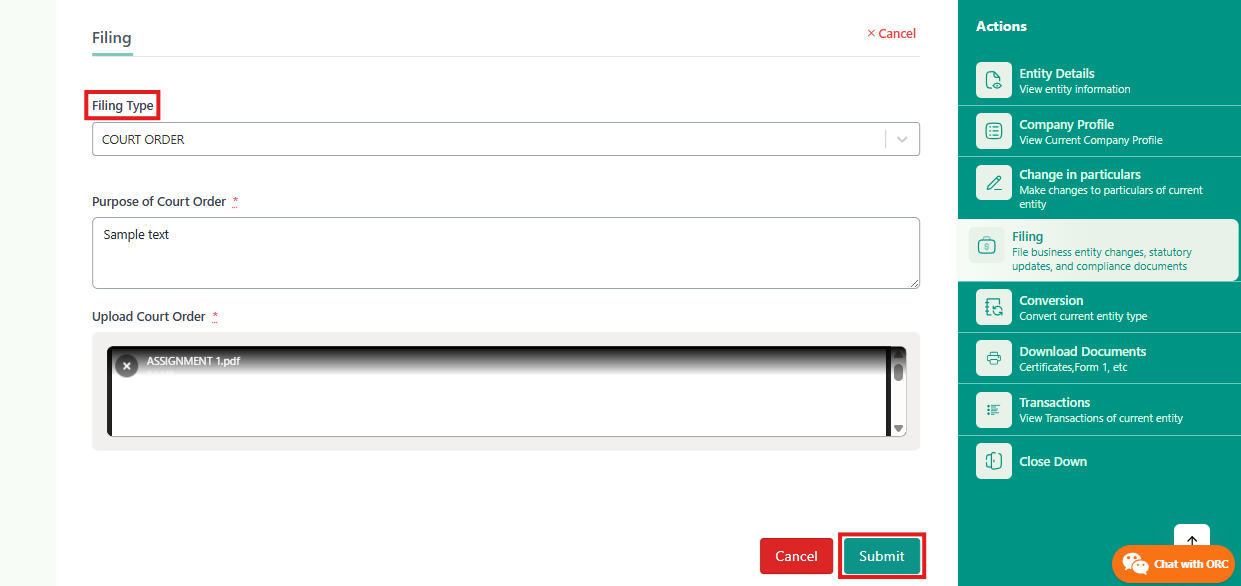 Filing
× Cancel
Filing Type
COURT ORDER
Purpose of Court Order *
Sample text
Upload Court Order *
ASSIGNMENT 1.pdf
Cancel
Submit
Actions
Entity Details
View entity information
Company Profile
View Current Company Profile
Change in particulars
Make changes to particulars of current
entity
Filing
File business entity changes, statutory
updates, and compliance documents
Conversion
Convert current entity type
Download Documents
Certificates,Form 1, etc
Transactions
View Transactions of current entity
Close Down
Chat with ORC